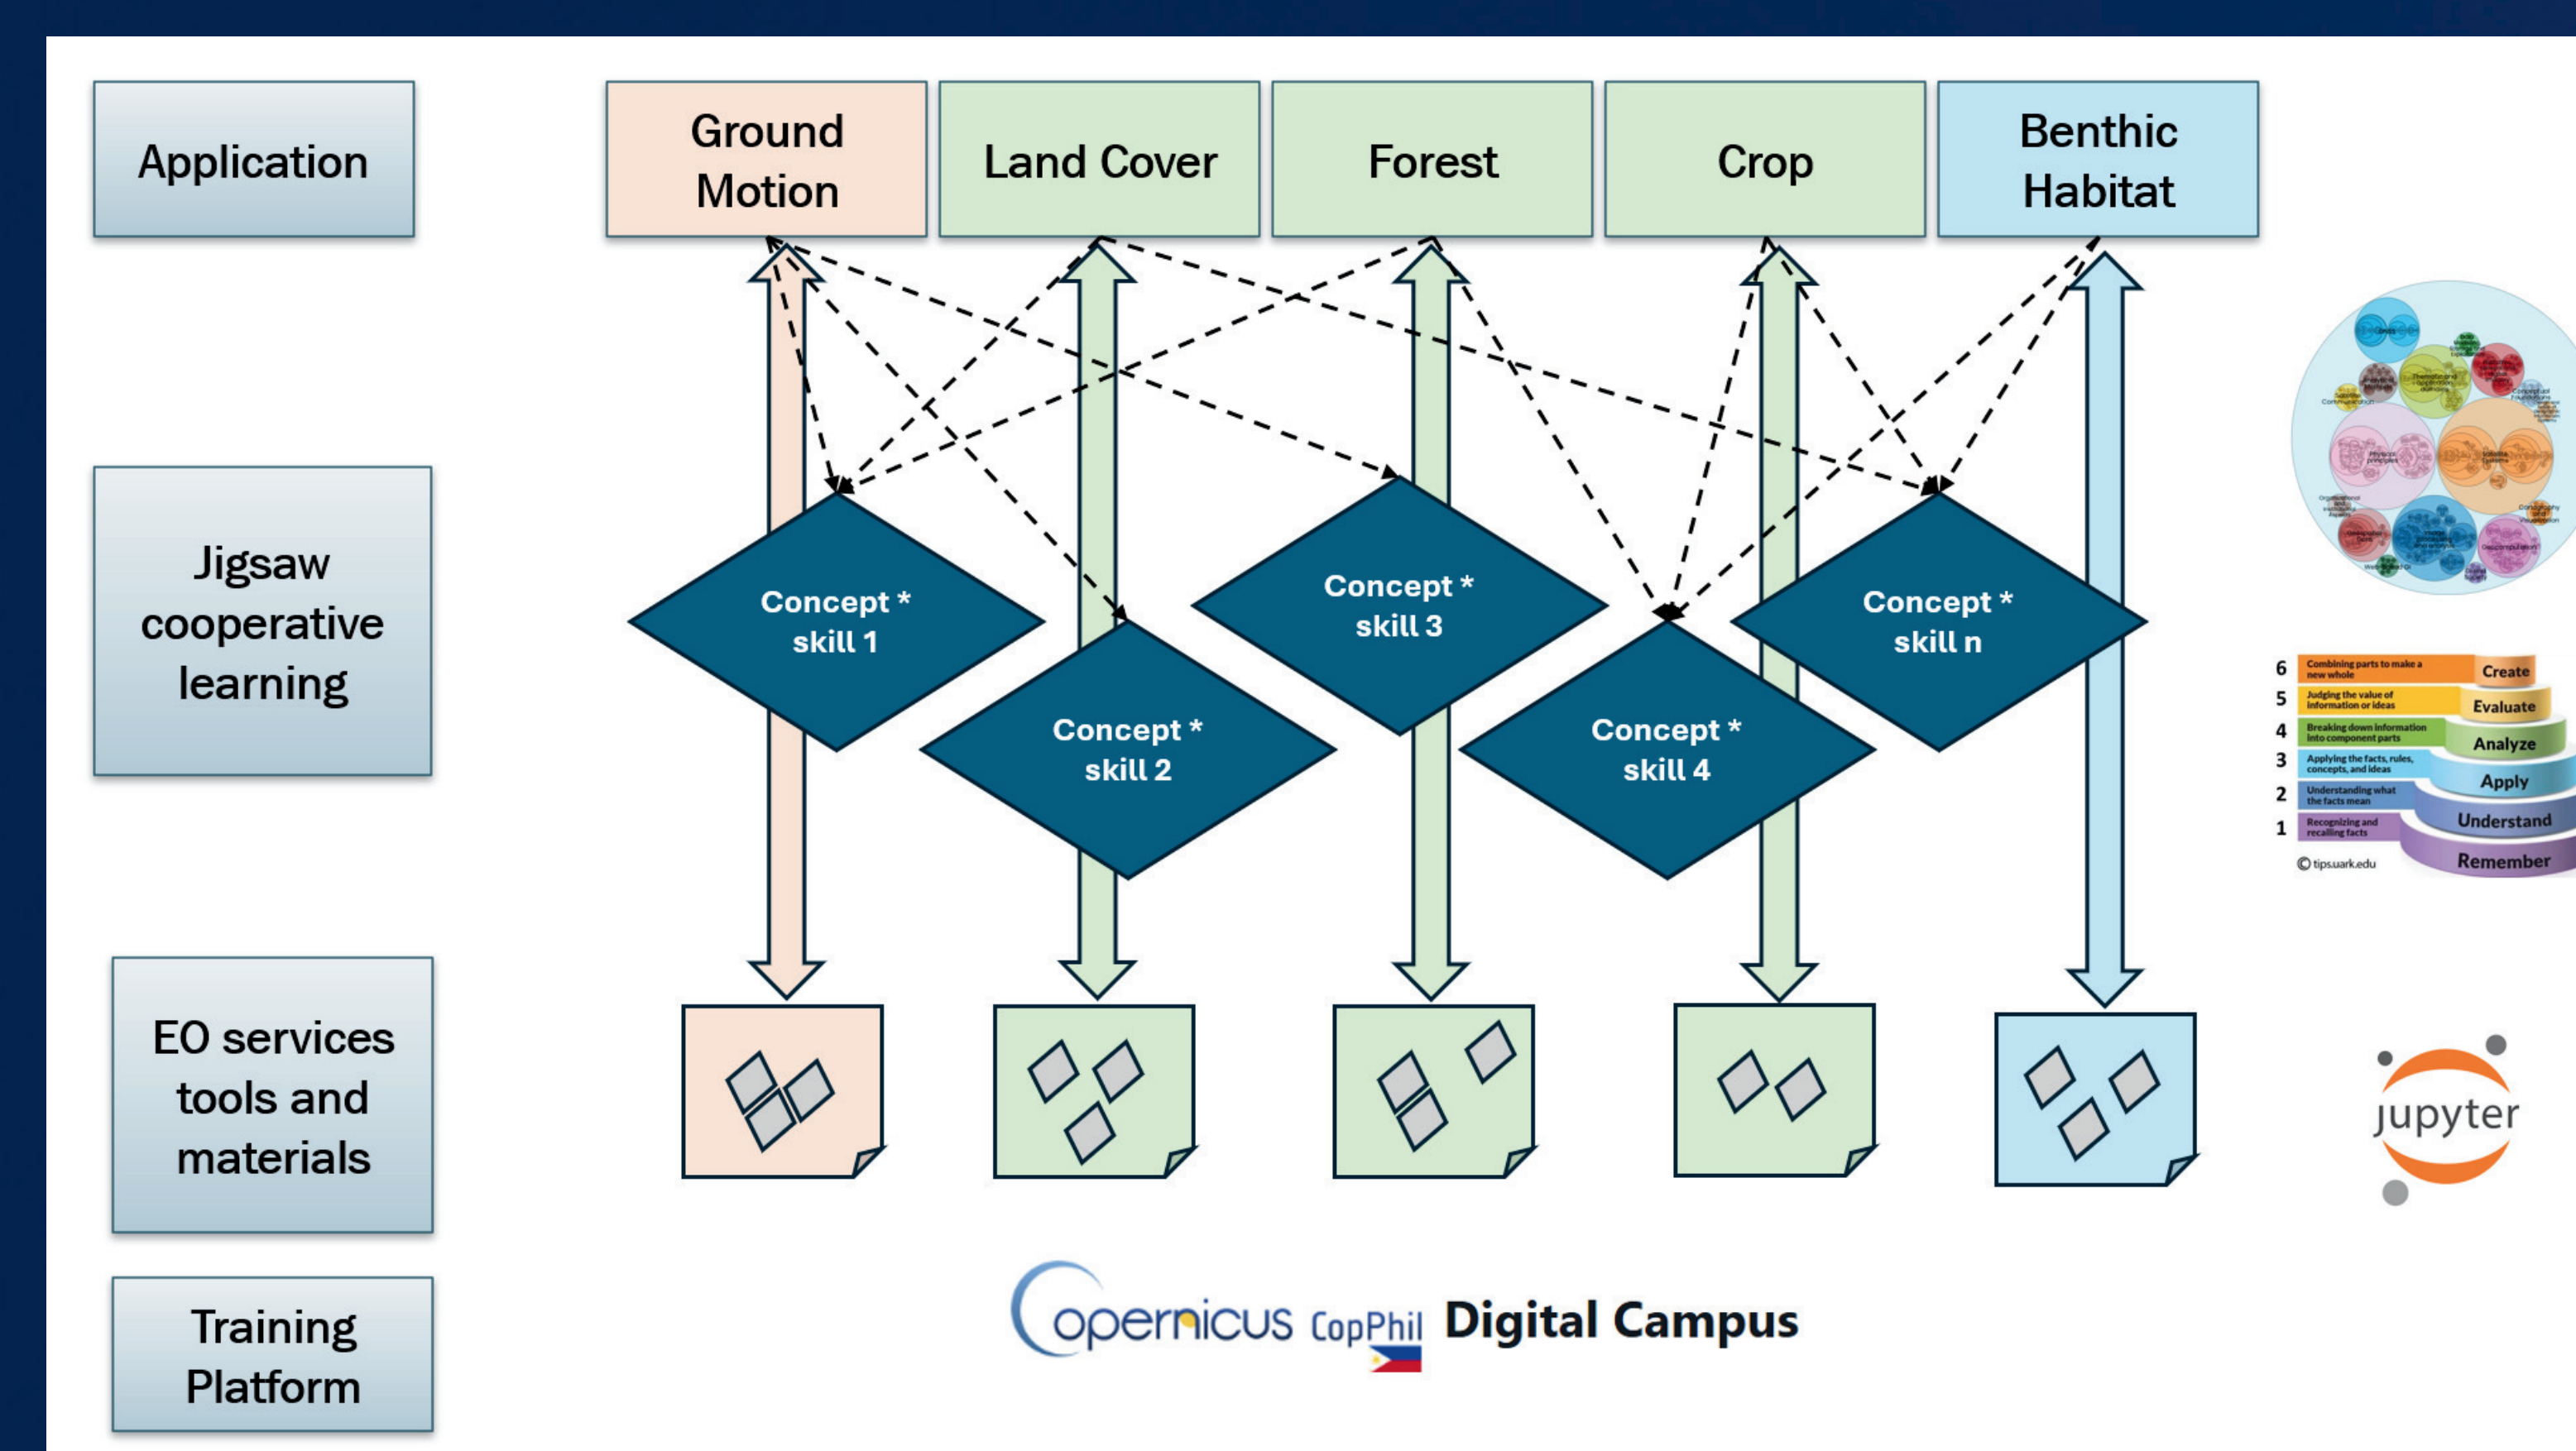 Application
Ground
Motion
Land Cover
Forest
Crop
Benthic
Habitat
Jigsaw
cooperative
learning
Concept *
skill 1
Concept *
skill 2
Concept *
skill 3
Concept *
skill 4
Concept *
skill n
Physical
principles
6 Combining parts to make a
new whole
Create
5 Judging the value of
information or ideas
Evaluate
4 Breaking down information
into component parts
Analyze
3 Applying the facts, rules,
concepts, and ideas
Apply
2 Understanding what
the facts mean
Understand
1 Recognizing and
recalling facts
Remember
© tips.uark.edu
EO services
tools and
materials
jupyter
Training
Platform
Copernicus CopPhil Digital Campus